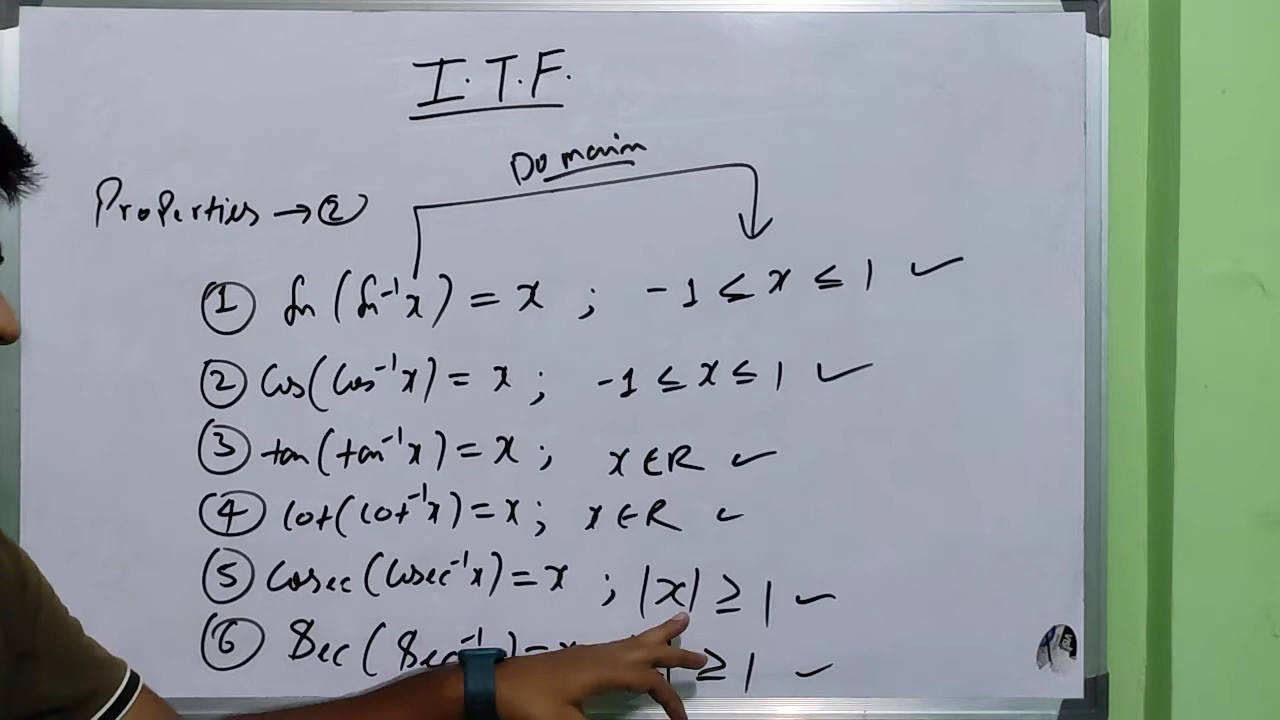 I.T.F.
Domain
Properties → ②
① sin(sin⁻¹x) = x ; -1 ≤ x ≤ 1 ✓
② Cos(Cos⁻¹x) = x ; -1 ≤ x ≤ 1 ✓
③ tan(tan⁻¹x) = x ; x ∈ R ✓
④ Cot(Cot⁻¹x) = x ; x ∈ R ✓
⑤ Cosec(Cosec⁻¹x) = x ; |x| ≥ 1 ✓
⑥ Sec(Sec⁻¹ ) = ≥ 1 ✓